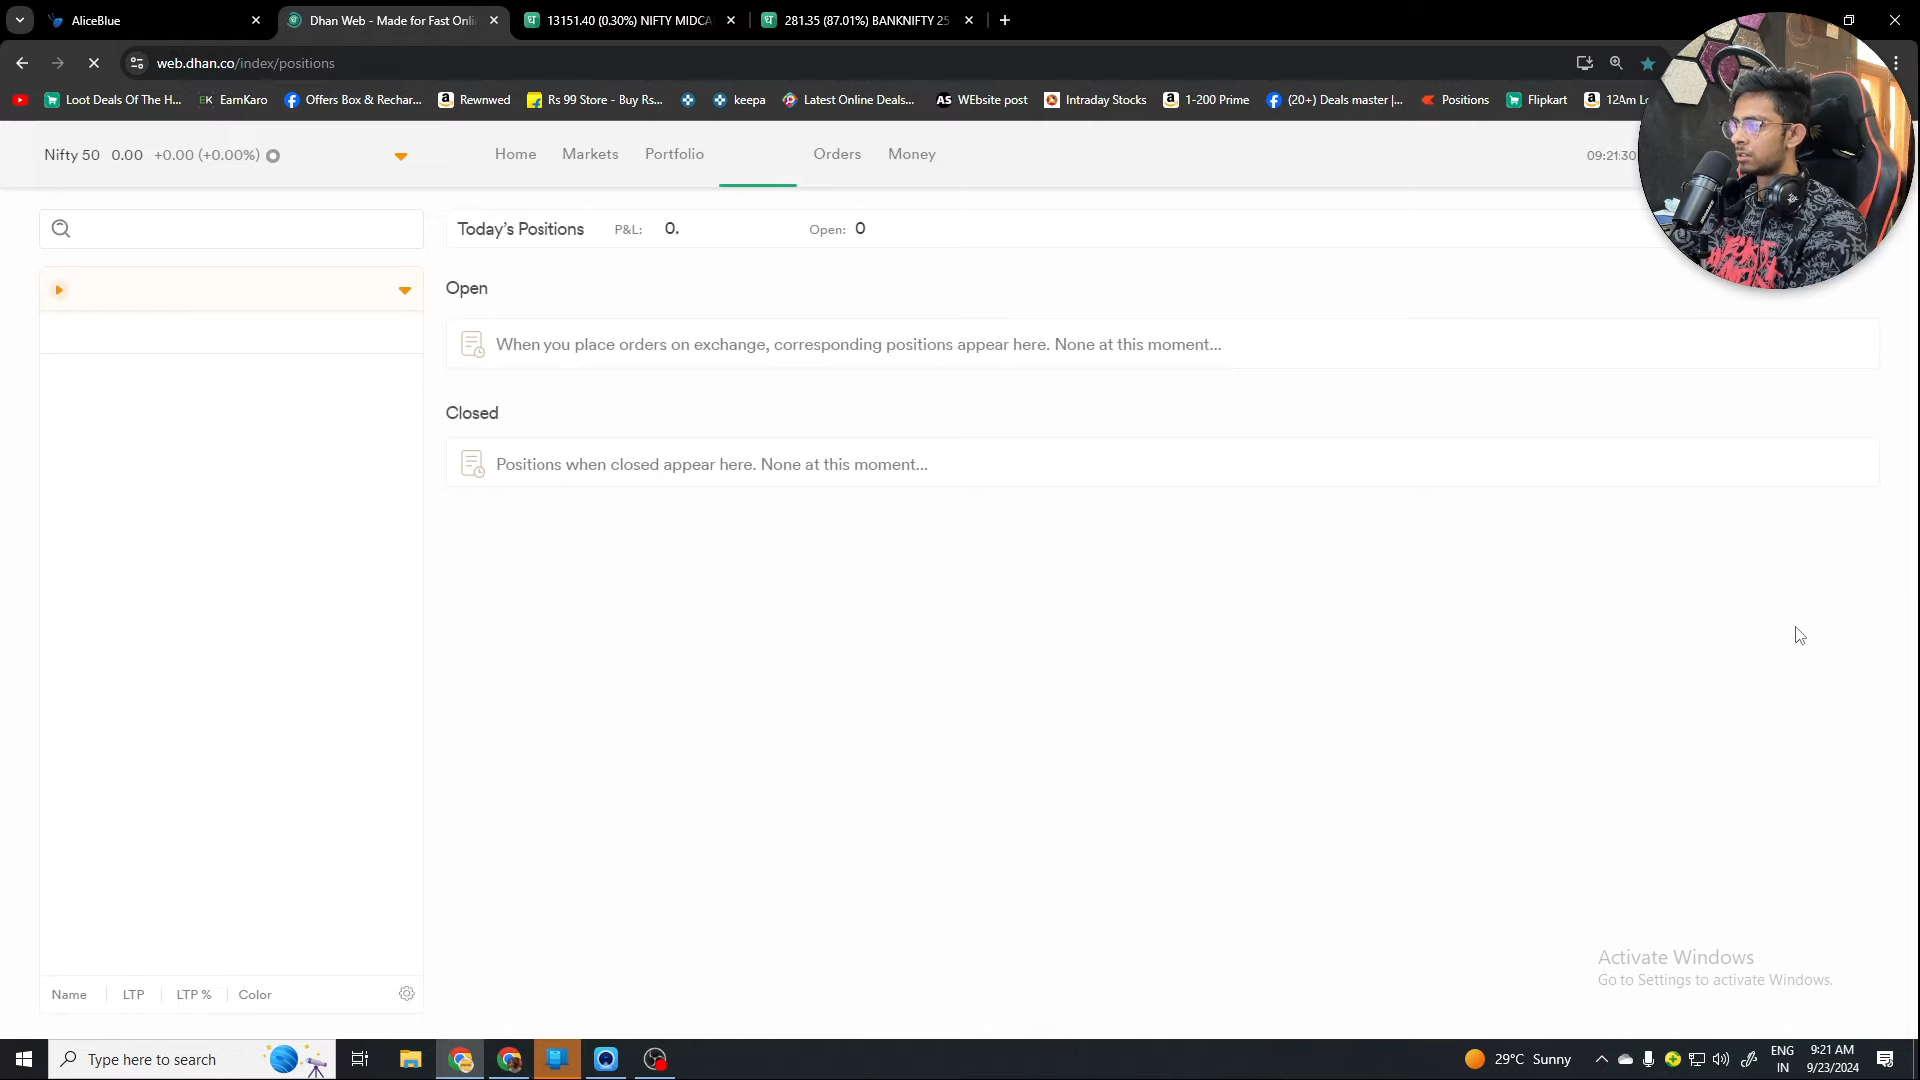 AliceBlue
Dhan Web - Made for Fast Onli
13151.40 (0.30%) NIFTY MIDCA
281.35 (87.01%) BANKNIFTY 25
web.dhan.co/index/positions
Loot Deals Of The H...
EK EarnKaro
Offers Box & Rechar...
Rewnwed
Rs 99 Store - Buy Rs...
keepa
Latest Online Deals...
AS WEbsite post
Intraday Stocks
1-200 Prime
(20+) Deals master |...
Positions
Flipkart
12Am Lo
Nifty 50 0.00 +0.00 (+0.00%)
Home Markets Portfolio Orders Money
09:21:30
Today's Positions P&L: 0. Open: 0
Open
When you place orders on exchange, corresponding positions appear here. None at this moment...
Closed
Positions when closed appear here. None at this moment...
Activate Windows
Go to Settings to activate Windows.
Name LTP LTP % Color
Type here to search
29°C Sunny
ENG
IN
9:21 AM
9/23/2024